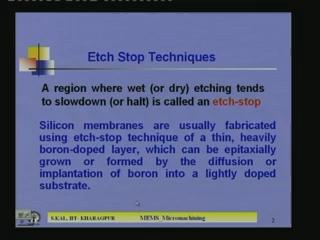 Etch Stop Techniques
A region where wet (or dry) etching tends
to slowdown (or halt) is called an etch-stop
Silicon membranes are usually fabricated
using etch-stop technique of a thin, heavily
boron-doped layer, which can be epitaxially
grown or formed by the diffusion or
implantation of boron into a lightly doped
substrate.
S.KAL, IIT- KHARAGPUR MEMS_Micromachining 2